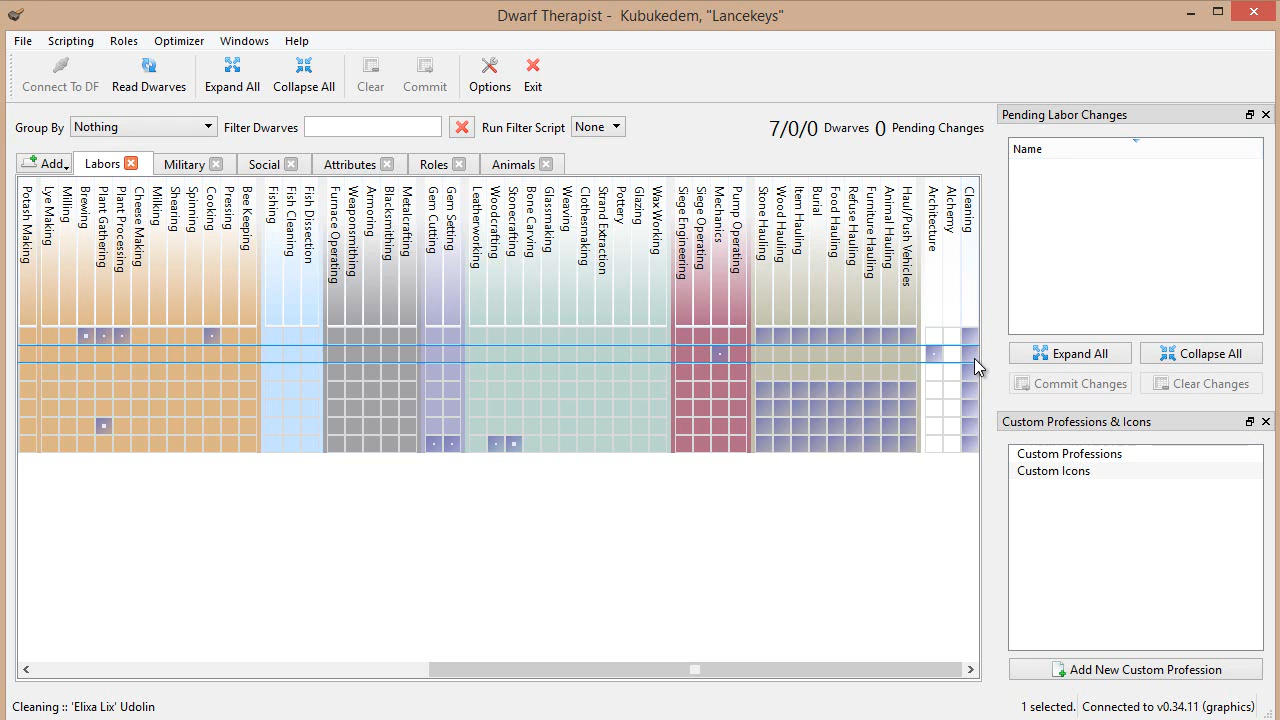 Dwarf Therapist - Kubukedem, "Lancekeys"
File Scripting Roles Optimizer Windows Help
Connect To DF Read Dwarves Expand All Collapse All Clear Commit Options Exit
Group By Nothing Filter Dwarves Run Filter Script None 7/0/0 Dwarves 0 Pending Changes
Add... Labors Military Social Attributes Roles Animals
Potash Making
Lye Making
Milling
Brewing
Plant Gathering
Plant Processing
Cheese Making
Milking
Shearing
Spinning
Cooking
Pressing
Bee Keeping
Fishing
Fish Cleaning
Fish Dissection
Furnace Operating
Weaponsmithing
Armoring
Blacksmithing
Metalcrafting
Gem Cutting
Gem Setting
Leatherworking
Woodcrafting
Stonecrafting
Bone Carving
Glassmaking
Weaving
Clothesmaking
Strand Extraction
Pottery
Glazing
Wax Working
Siege Engineering
Siege Operating
Mechanics
Pump Operating
Stone Hauling
Wood Hauling
Item Hauling
Burial
Food Hauling
Refuse Hauling
Furniture Hauling
Animal Hauling
Haul/Push Vehicles
Architecture
Alchemy
Cleaning
Pending Labor Changes
Name
Expand All Collapse All
Commit Changes Clear Changes
Custom Professions & Icons
Custom Professions
Custom Icons
Add New Custom Profession
Cleaning :: 'Elixa Lix' Udolin 1 selected. Connected to v0.34.11 (graphics)